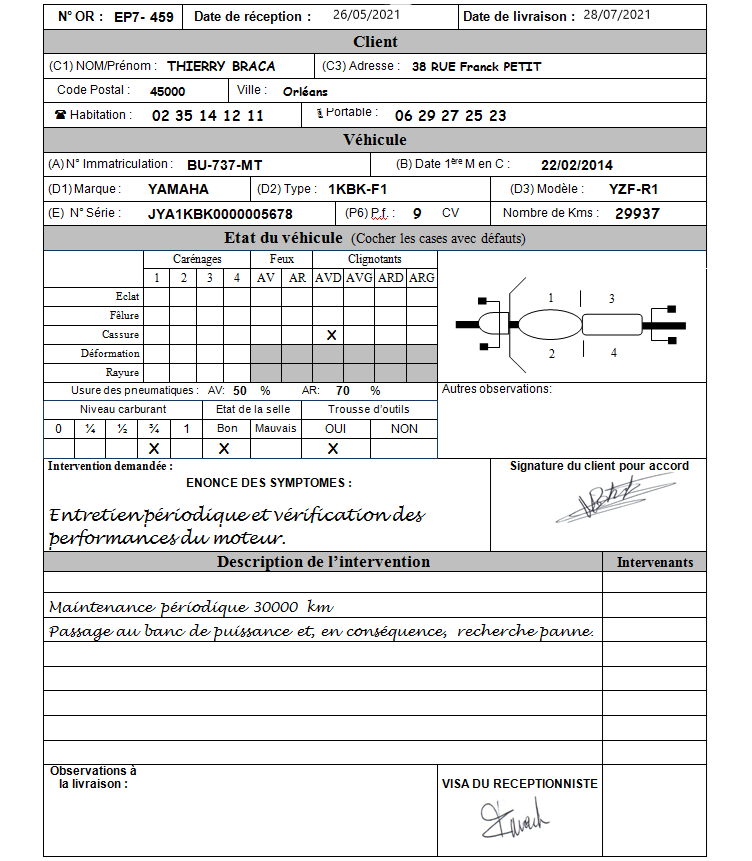 N° OR : EP7- 459 Date de réception : 26/05/2021 Date de livraison : 28/07/2021
Client
(C1) NOM/Prénom : THIERRY BRACA (C3) Adresse : 38 RUE Franck PETIT
Code Postal : 45000 Ville : Orléans
☎ Habitation : 02 35 14 12 11 Portable : 06 29 27 25 23
Véhicule
(A) N° Immatriculation : BU-737-MT (B) Date 1ère M en C : 22/02/2014
(D1) Marque : YAMAHA (D2) Type : 1KBK-F1 (D3) Modèle : YZF-R1
(E) N° Série : JYA1KBK0000005678 (P6) P.f. : 9 CV Nombre de Kms : 29937
Etat du véhicule (Cocher les cases avec défauts)
Carénages Feux Clignotants
1 2 3 4 AV AR AVD AVG ARD ARG
Eclat
Fêlure
Cassure X
Déformation
Rayure
1 3
2 4
Usure des pneumatiques : AV: 50 % AR: 70 %
Autres observations:
Niveau carburant Etat de la selle Trousse d'outils
0 ¼ ½ ¾ 1 Bon Mauvais OUI NON
X X X
Intervention demandée :
ENONCE DES SYMPTOMES :
Entretien périodique et vérification des
performances du moteur.
Signature du client pour accord
Description de l'intervention Intervenants
Maintenance périodique 30000 km
Passage au banc de puissance et, en conséquence, recherche panne.
Observations à
la livraison :
VISA DU RECEPTIONNISTE